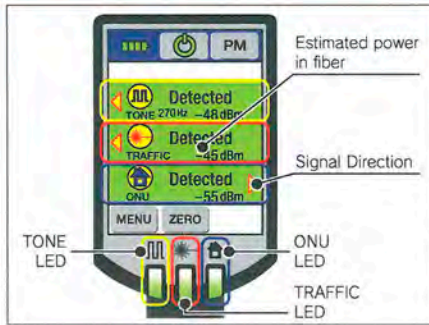 PM
Estimated power
in fiber
Detected
TONE 270Hz -48dBm
Detected
TRAFFIC -45dBm
Signal Direction
Detected
ONU -55dBm
MENU ZERO
TONE
LED
ONU
LED
TRAFFIC
LED